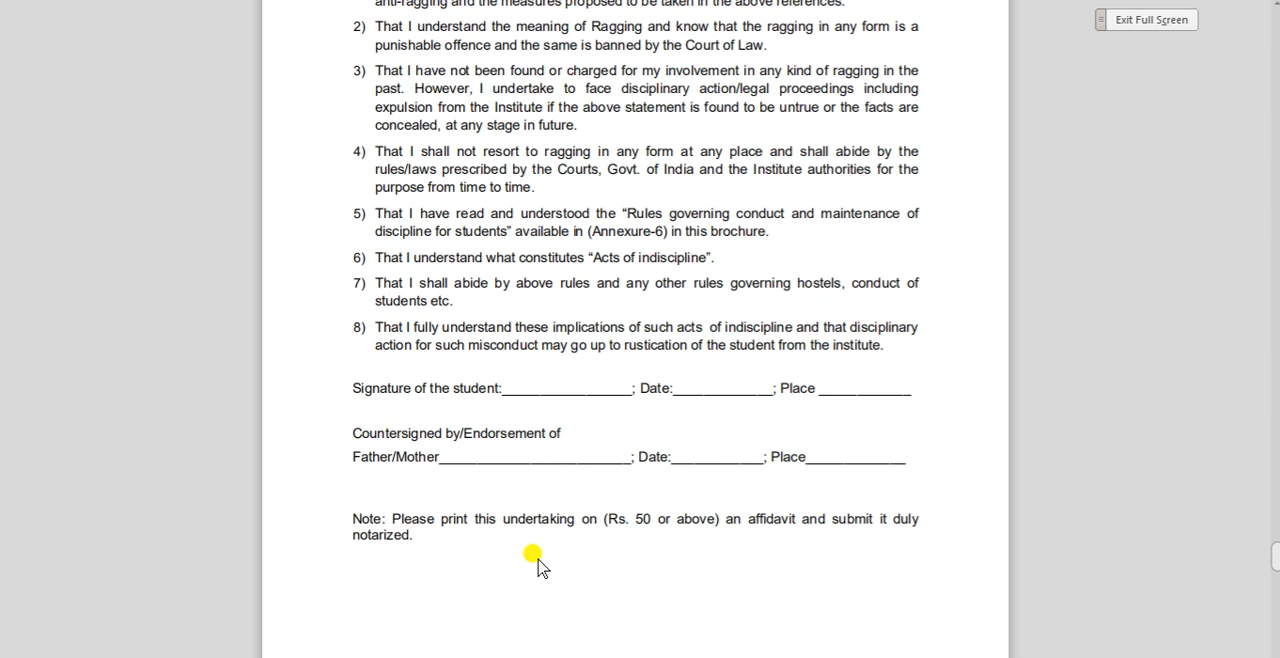 anti-ragging and the measures proposed to be taken in the above references.
Exit Full Screen
2) That I understand the meaning of Ragging and know that the ragging in any form is a
punishable offence and the same is banned by the Court of Law.
3) That I have not been found or charged for my involvement in any kind of ragging in the
past. However, I undertake to face disciplinary action/legal proceedings including
expulsion from the Institute if the above statement is found to be untrue or the facts are
concealed, at any stage in future.
4) That I shall not resort to ragging in any form at any place and shall abide by the
rules/laws prescribed by the Courts, Govt. of India and the Institute authorities for the
purpose from time to time.
5) That I have read and understood the “Rules governing conduct and maintenance of
discipline for students” available in (Annexure-6) in this brochure.
6) That I understand what constitutes “Acts of indiscipline”.
7) That I shall abide by above rules and any other rules governing hostels, conduct of
students etc.
8) That I fully understand these implications of such acts of indiscipline and that disciplinary
action for such misconduct may go up to rustication of the student from the institute.
Signature of the student:_________________; Date:_____________; Place ____________
Countersigned by/Endorsement of
Father/Mother_________________________; Date:____________; Place_____________
Note: Please print this undertaking on (Rs. 50 or above) an affidavit and submit it duly
notarized.